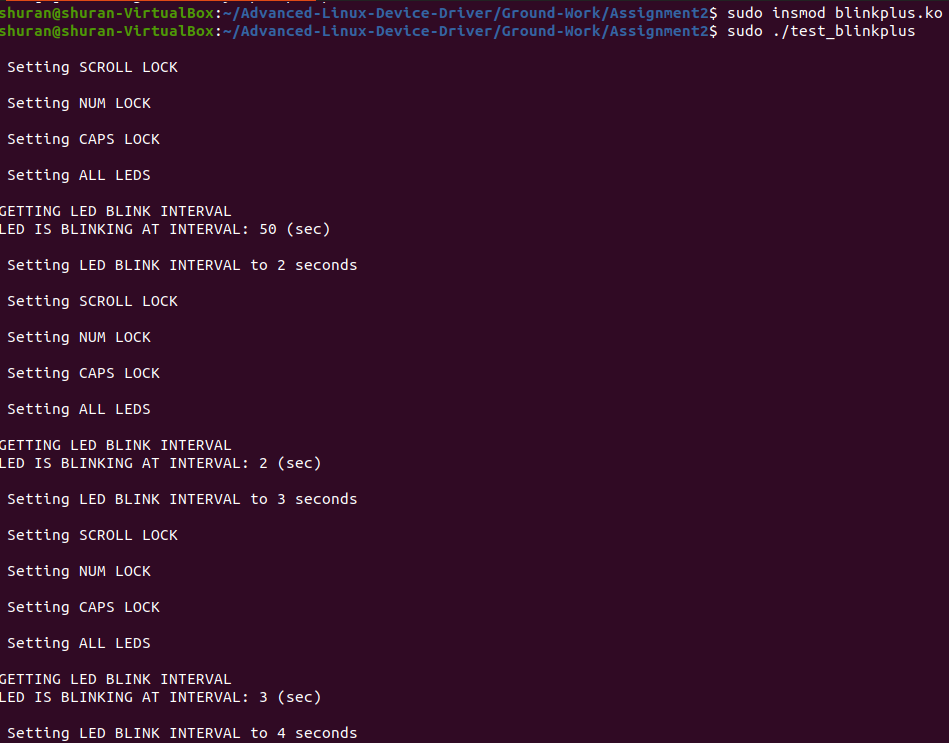 shuran@shuran-VirtualBox:~/Advanced-Linux-Device-Driver/Ground-Work/Assignment2$ sudo insmod blinkplus.ko
shuran@shuran-VirtualBox:~/Advanced-Linux-Device-Driver/Ground-Work/Assignment2$ sudo ./test_blinkplus
Setting SCROLL LOCK
Setting NUM LOCK
Setting CAPS LOCK
Setting ALL LEDS
GETTING LED BLINK INTERVAL
LED IS BLINKING AT INTERVAL: 50 (sec)
Setting LED BLINK INTERVAL to 2 seconds
Setting SCROLL LOCK
Setting NUM LOCK
Setting CAPS LOCK
Setting ALL LEDS
GETTING LED BLINK INTERVAL
LED IS BLINKING AT INTERVAL: 2 (sec)
Setting LED BLINK INTERVAL to 3 seconds
Setting SCROLL LOCK
Setting NUM LOCK
Setting CAPS LOCK
Setting ALL LEDS
GETTING LED BLINK INTERVAL
LED IS BLINKING AT INTERVAL: 3 (sec)
Setting LED BLINK INTERVAL to 4 seconds